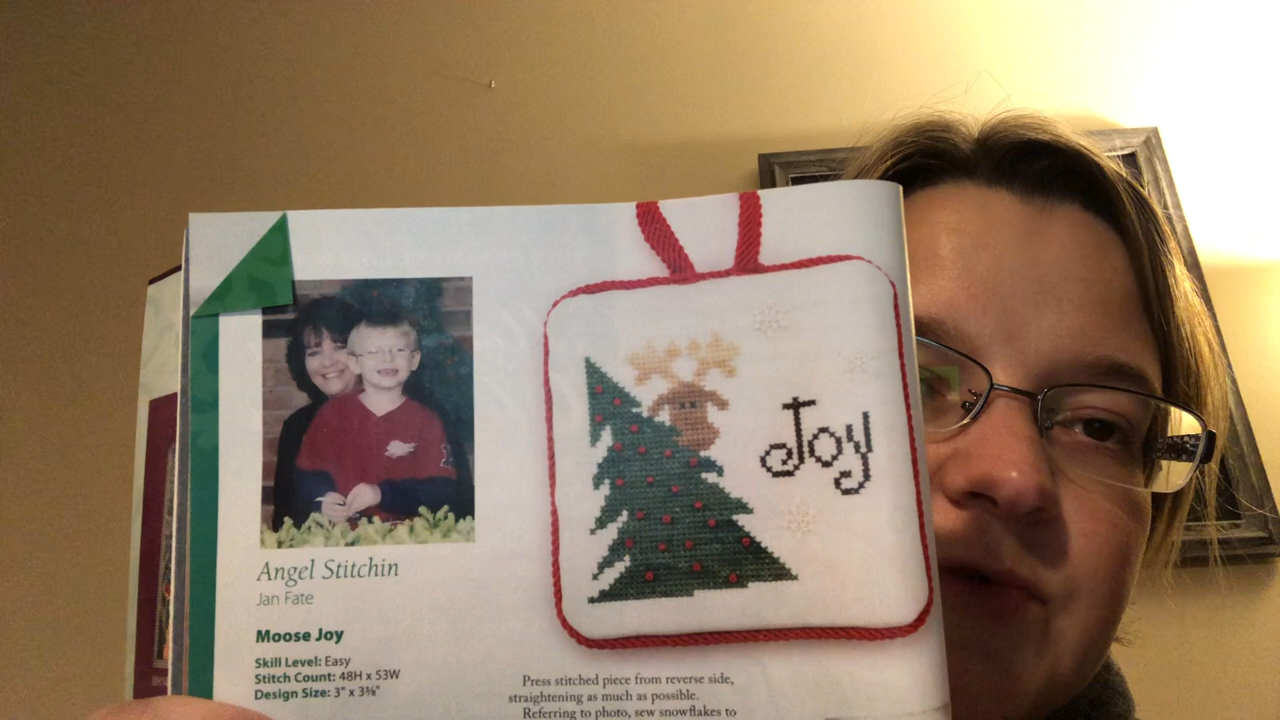 Joy
Angel Stitchin
Jan Fate
Moose Joy
Skill Level: Easy
Stitch Count: 48H x 53W
Design Size: 3" x 3⅜"
Press stitched piece from reverse side,
straightening as much as possible.
Referring to photo, sew snowflakes to